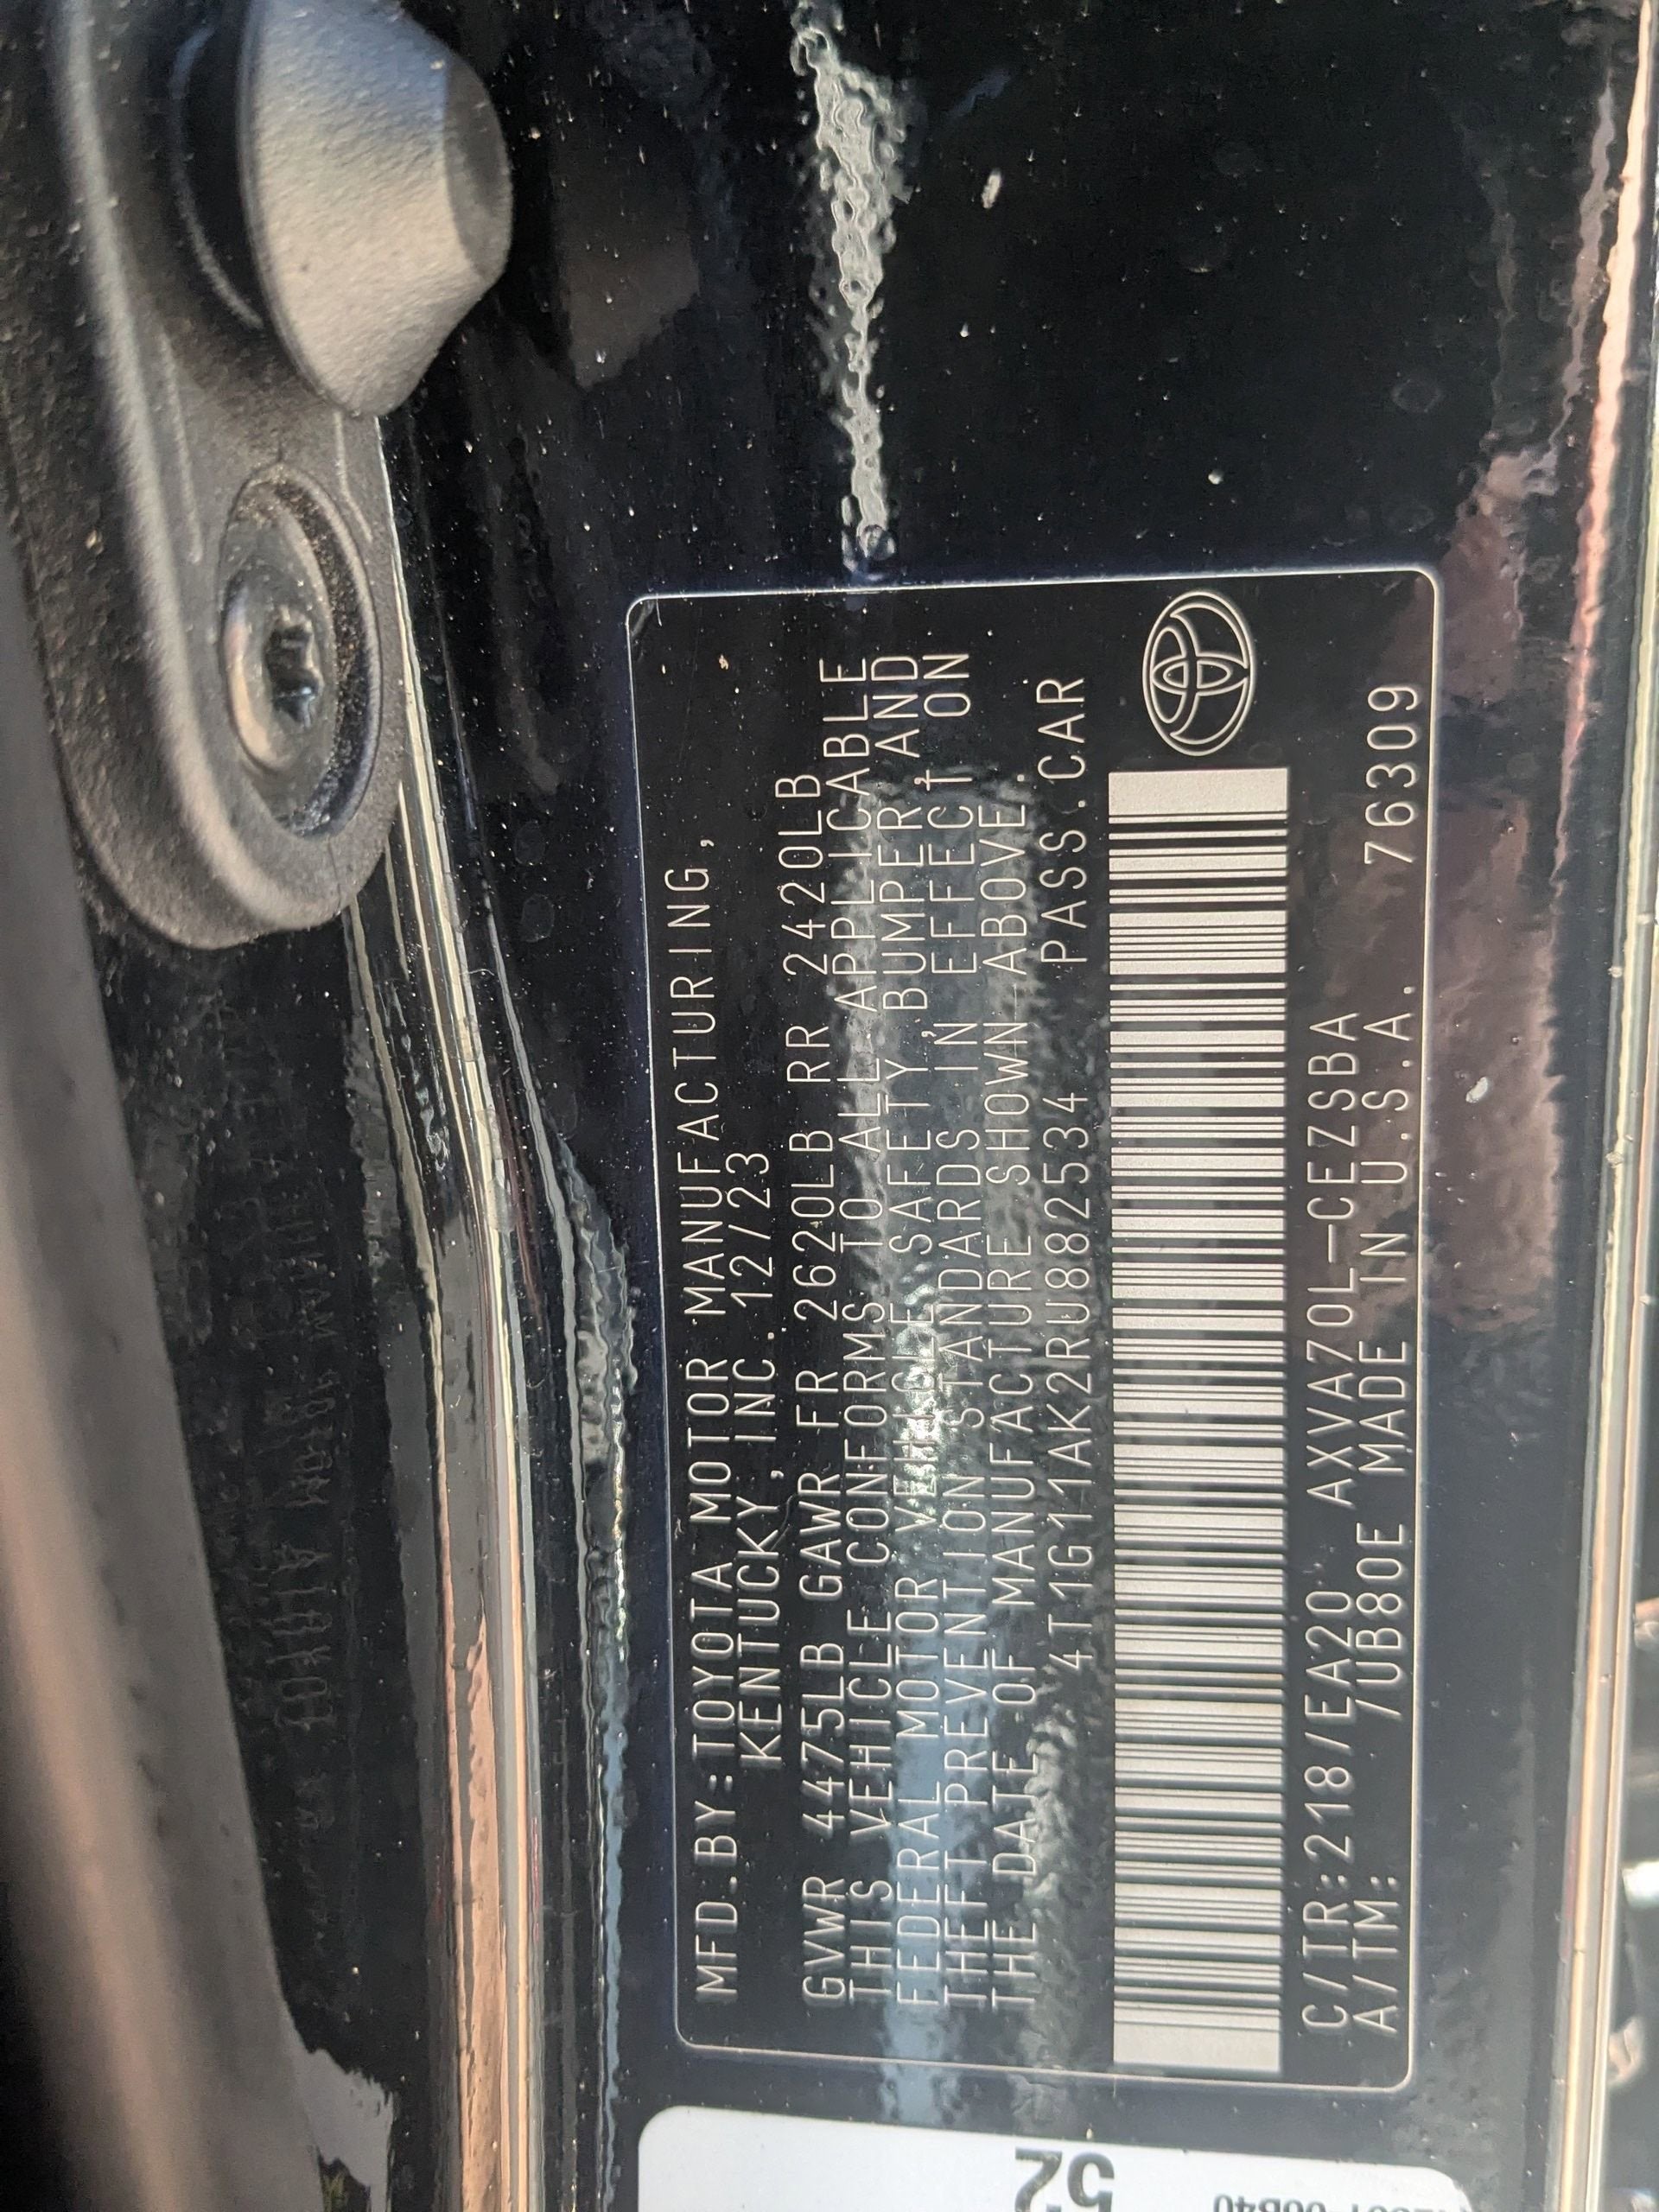 MFD.BY:TOYOTA MOTOR MANUFACTURING,
KENTUCKY, INC. 12/23
GVWR 4475LB GAWR FR 2620LB RR 2420LB
THIS VEHICLE CONFORMS TO ALL APPLICABLE
FEDERAL MOTOR VEHICLE SAFETY,BUMPER,AND
THEFT PREVENTION STANDARDS IN EFFECT ON
THE DATE OF MANUFACTURE SHOWN ABOVE.
4T1G11AK2RU882534 PASS.CAR
C/TR:218/EA20 AXVA70L-CEZSBA
A/TM: /UB80E MADE IN U.S.A. 76309
52